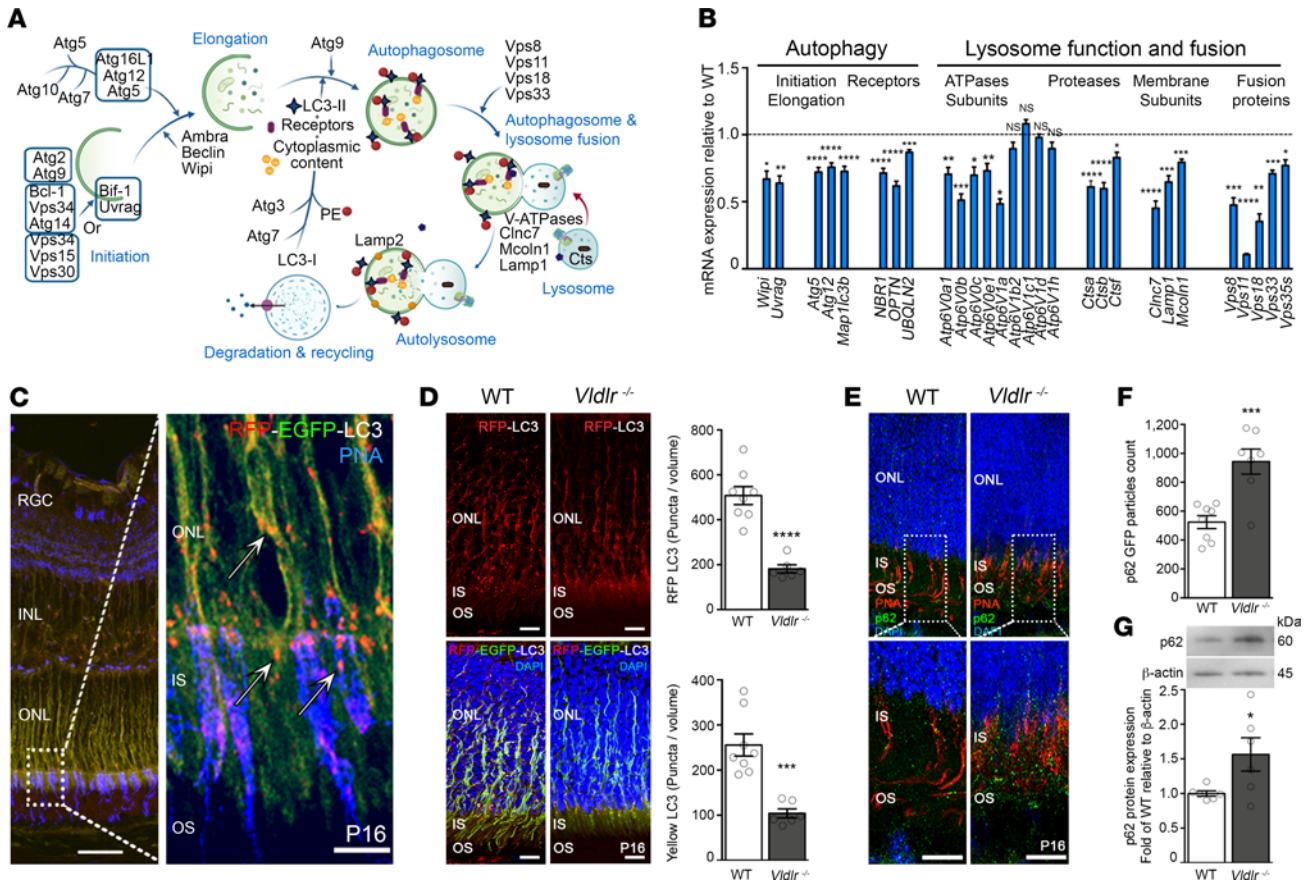 A
Atg5
Atg16L1
Atg12
Atg5
Atg10
Atg7
Elongation
Atg9
LC3-II
Receptors
Cytoplasmic
content
Autophagosome
Vps8
Vps11
Vps18
Vps33
Autophagosome &
lysosome fusion
Ambra
Beclin
Wipi
Atg2
Atg9
Bcl-1
Vps34
Atg14
Or
Bif-1
Uvrag
Vps34
Vps15
Vps30
Initiation
Atg3
Atg7
PE
LC3-I
Lamp2
V-ATPases
Clnc7
Mcoln1
Lamp1
Cts
Lysosome
Autolysosome
Degradation & recycling
B
Autophagy
Lysosome function and fusion
Initiation
Elongation
Receptors
ATPases
Subunits
Proteases
Membrane
Subunits
Fusion
proteins
mRNA expression relative to WT
1.5
1.0
0.5
0
* ** **** **** **** **** **** *** ** *** * ** * NS NS NS NS **** **** * **** *** *** *** **** ** *** *
Wipi
Uvrag
Atg5
Atg12
Map1lc3b
NBR1
OPTN
UBQLN2
Atp6V0a1
Atp6V0b
Atp6V0c
Atp6V0e1
Atp6V1a
Atp6V1b2
Atp6V1c1
Atp6V1d
Atp6V1h
Ctsa
Ctsb
Ctsf
Clnc7
Lamp1
Mcoln1
Vps8
Vps11
Vps18
Vps33
Vps35s
C
RGC
INL
ONL
RFP-EGFP-LC3
PNA
ONL
IS
OS
P16
D
WT
Vldlr -/-
RFP-LC3
RFP-LC3
ONL
ONL
IS
OS
IS
OS
RFP-EGFP-LC3
DAPI
RFP-EGFP-LC3
DAPI
ONL
ONL
IS
OS
IS
OS
P16
RFP LC3 (Puncta / volume)
800
600
400
200
0
****
Yellow LC3 (Puncta / volume)
400
300
200
100
0
***
WT
Vldlr -/-
E
WT
Vldlr -/-
ONL
ONL
IS
OS
PNA
p62
DAPI
IS
OS
PNA
p62
DAPI
IS
OS
IS
OS
P16
F
p62 GFP particles count
1,200
1,000
800
600
400
200
0
***
WT
Vldlr -/-
G
kDa
p62
60
β-actin
45
p62 protein expression
Fold of WT relative to β-actin
2.5
2.0
1.5
1.0
0.5
0
*
WT
Vldlr -/-